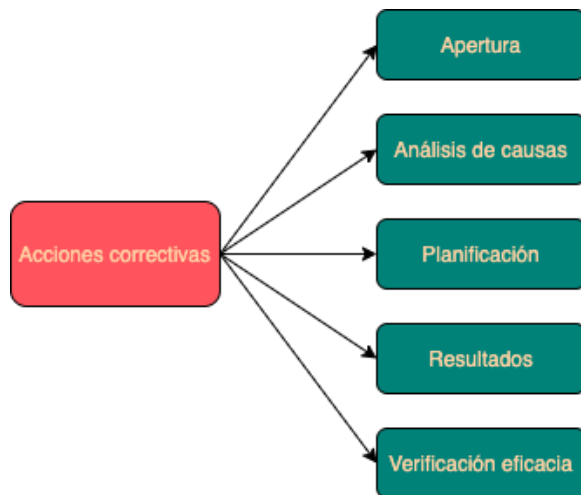 Apertura
Análisis de causas
Acciones correctivas
Planificación
Resultados
Verificación eficacia